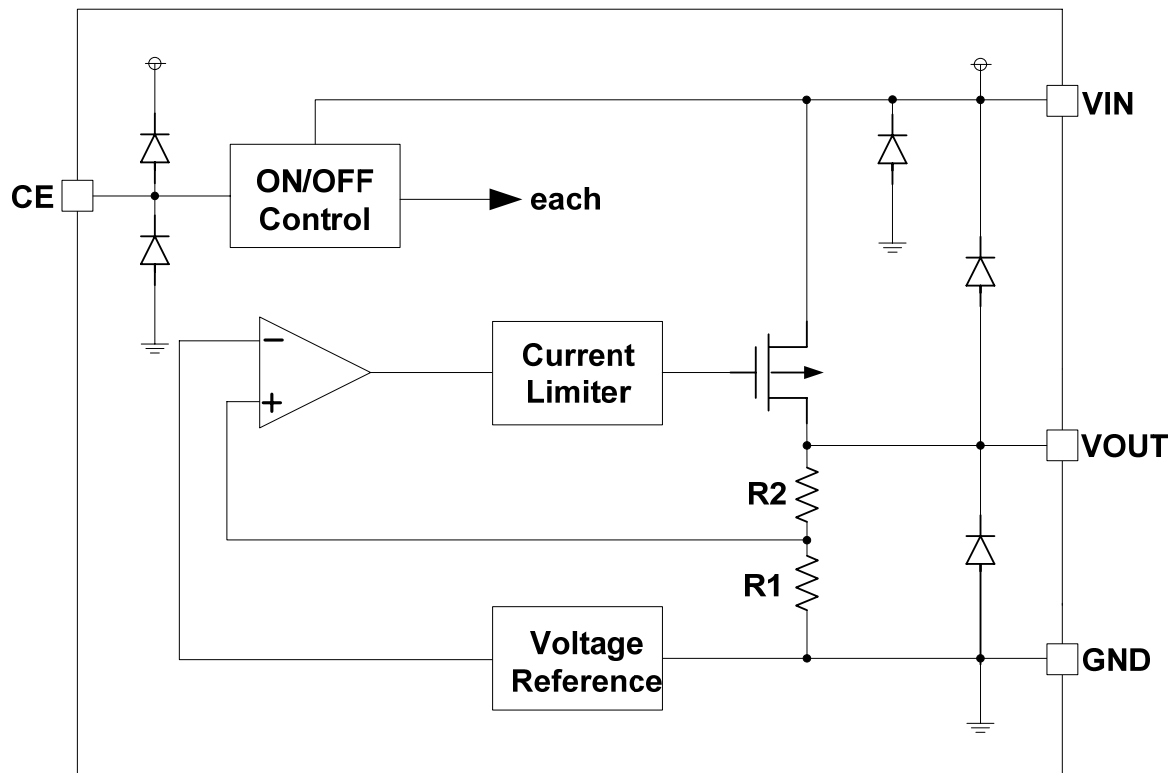 VIN
CE
ON/OFF
Control
each
−
+
Current
Limiter
VOUT
R2
R1
Voltage
Reference
GND